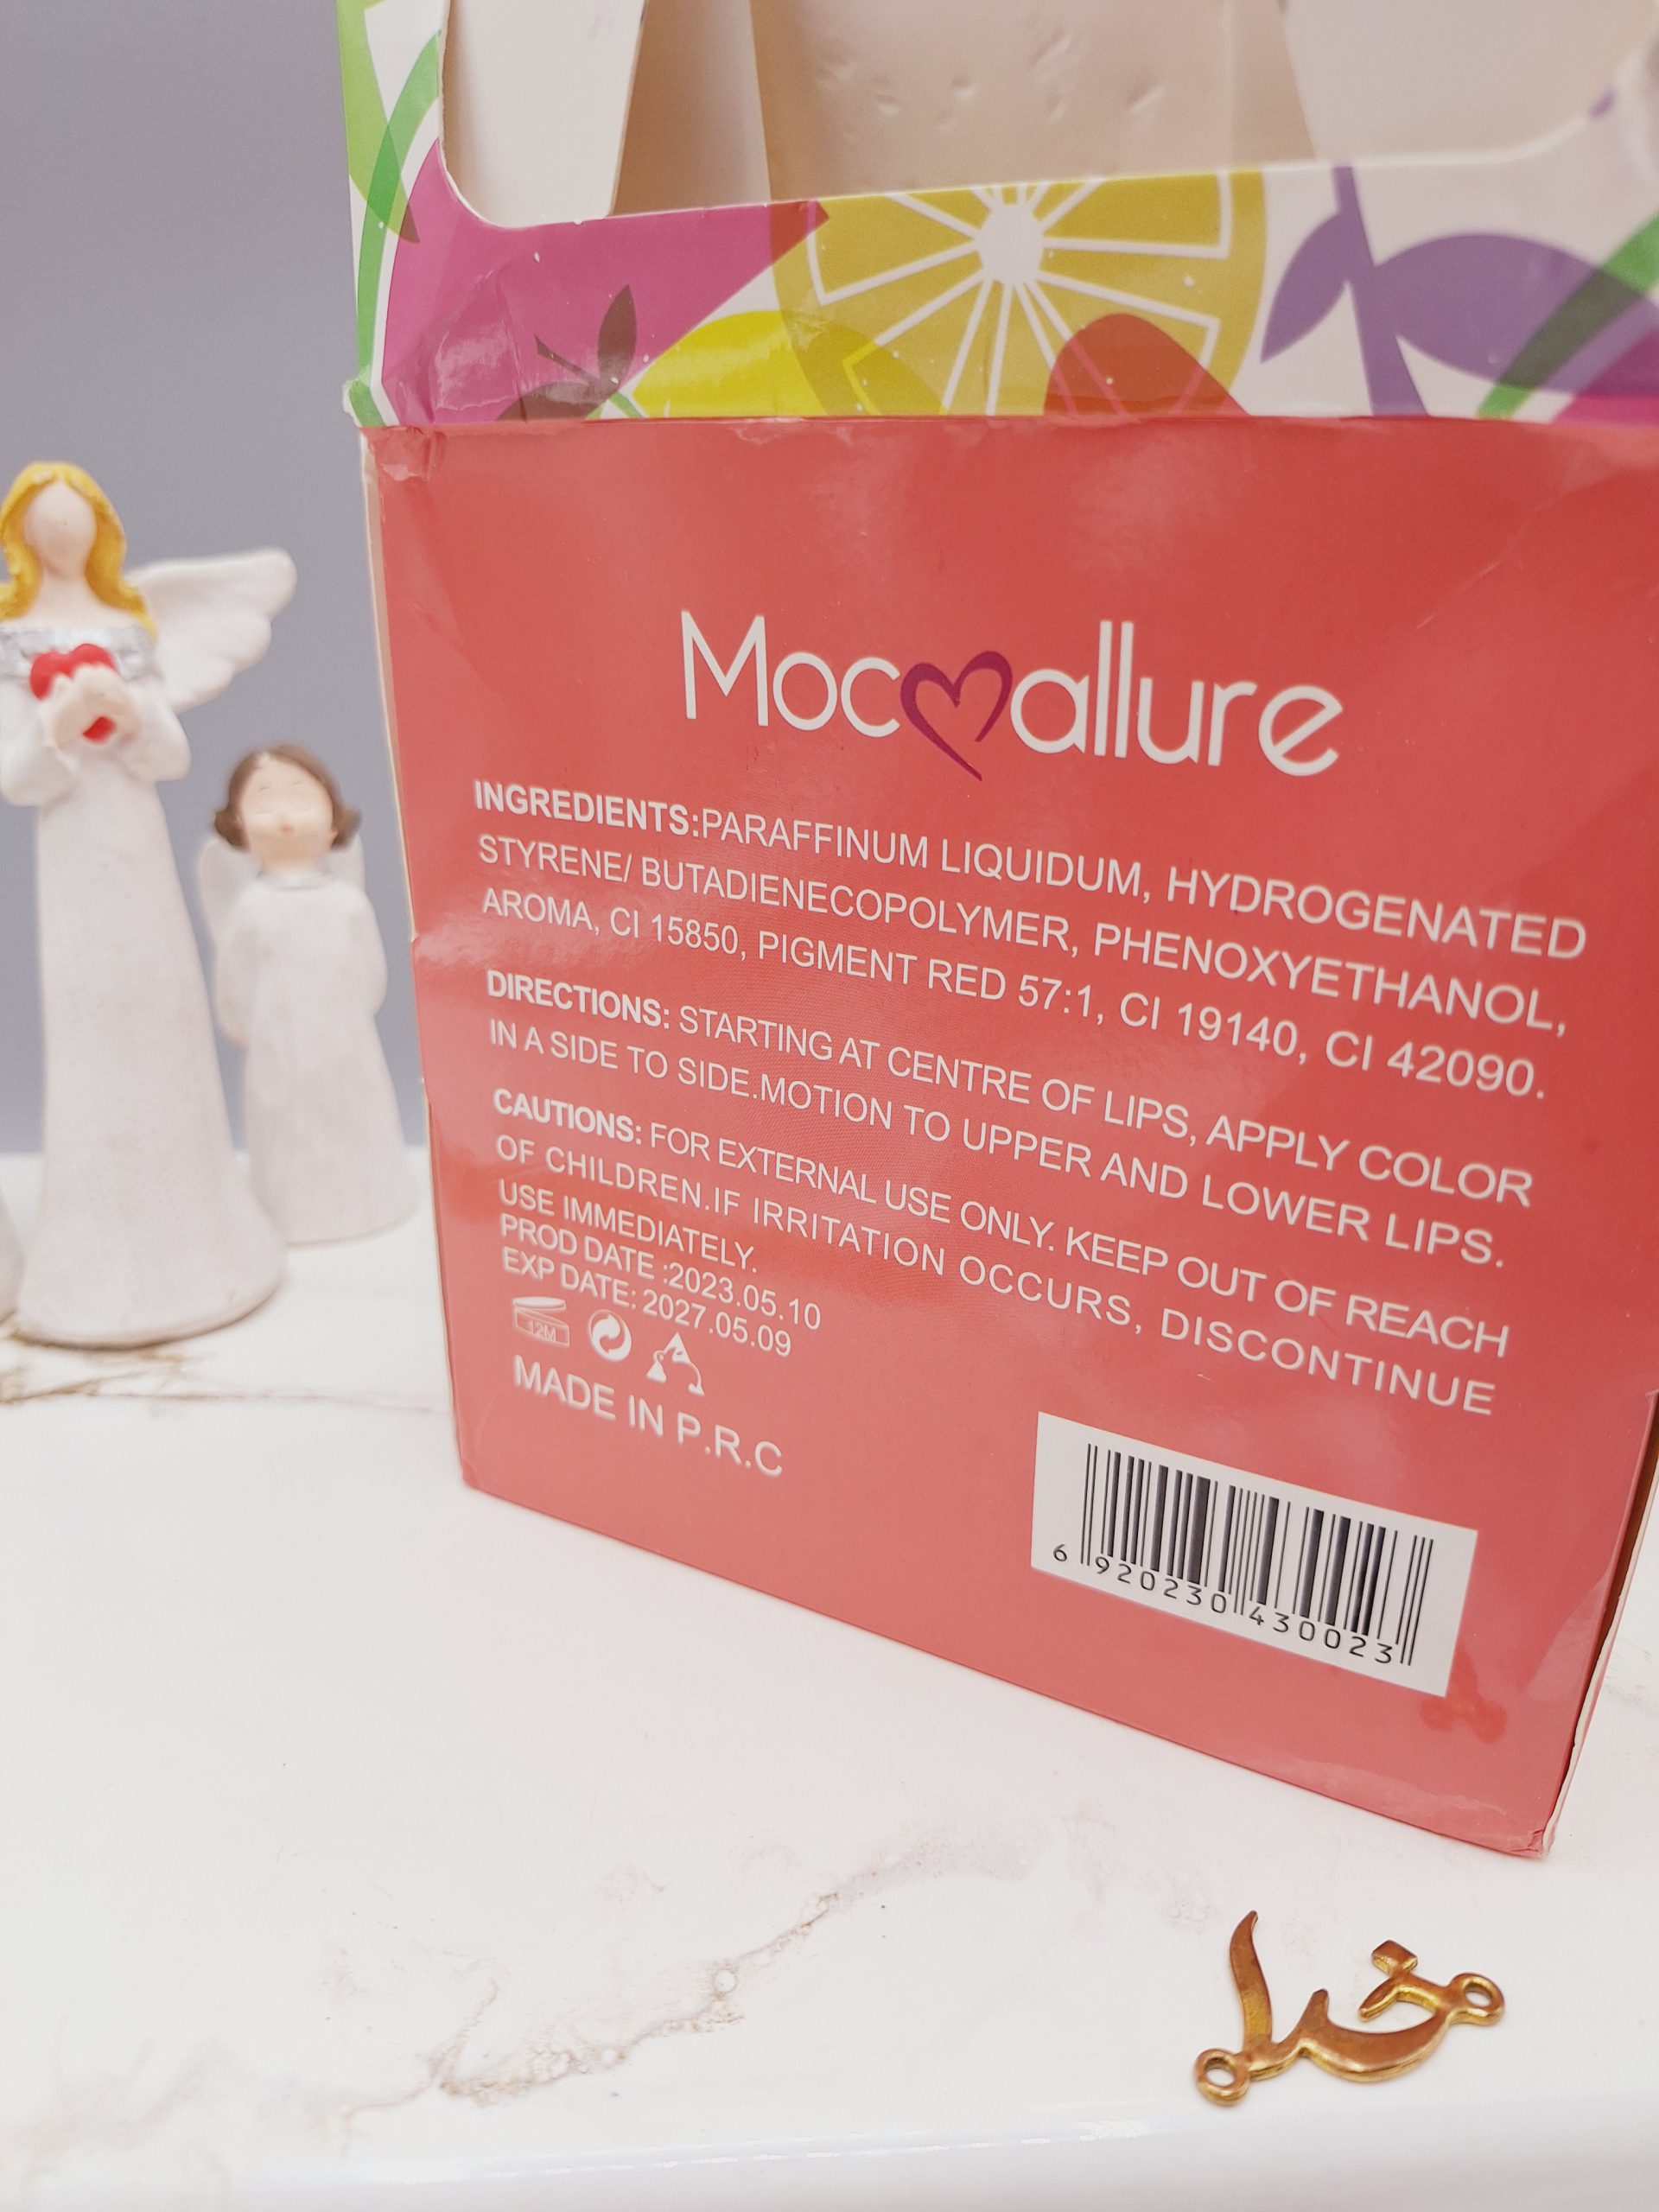 Mocallure
INGREDIENTS:PARAFFINUM LIQUIDUM, HYDROGENATED
STYRENE/ BUTADIENECOPOLYMER, PHENOXYETHANOL,
AROMA, CI 15850, PIGMENT RED 57:1, CI 19140, CI 42090.
DIRECTIONS: STARTING AT CENTRE OF LIPS, APPLY COLOR
IN A SIDE TO SIDE.MOTION TO UPPER AND LOWER LIPS.
CAUTIONS: FOR EXTERNAL USE ONLY. KEEP OUT OF REACH
OF CHILDREN.IF IRRITATION OCCURS, DISCONTINUE
USE IMMEDIATELY.
PROD DATE :2023.05.10
EXP DATE: 2027.05.09
12M
MADE IN P.R.C
6 920230 430023
خدا